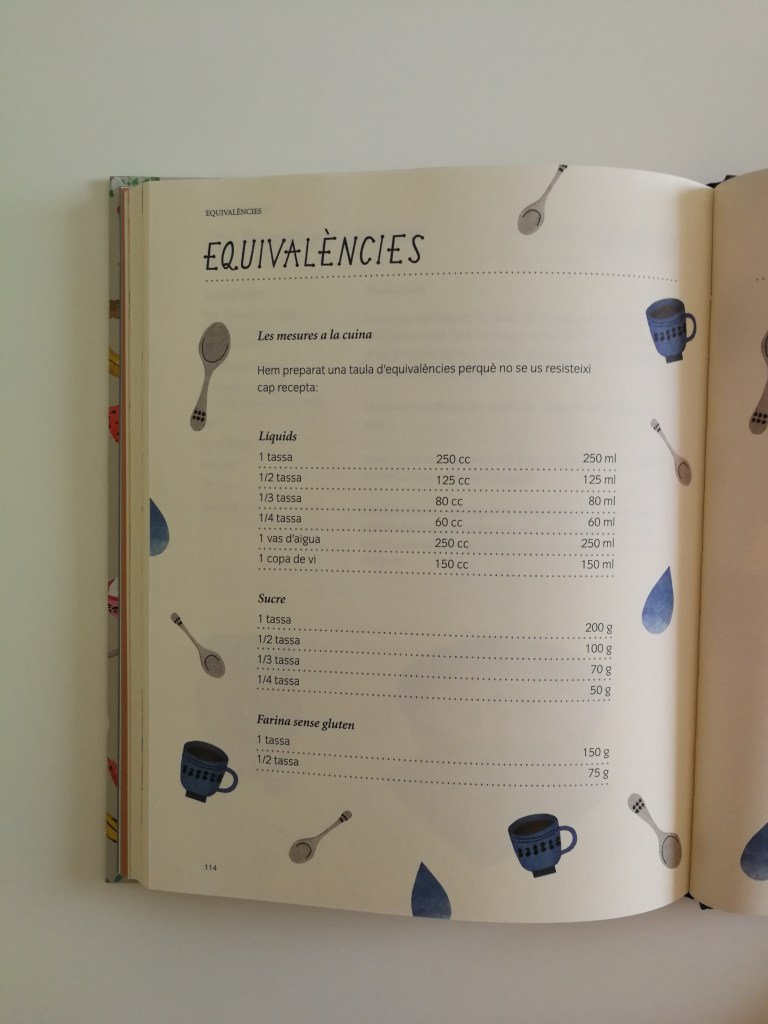 EQUIVALÈNCIES
EQUIVALÈNCIES
Les mesures a la cuina
Hem preparat una taula d'equivalències perquè no se us resisteixi
cap recepta:
Líquids
1 tassa 250 cc 250 ml
1/2 tassa 125 cc 125 ml
1/3 tassa 80 cc 80 ml
1/4 tassa 60 cc 60 ml
1 vas d'aigua 250 cc 250 ml
1 copa de vi 150 cc 150 ml
Sucre
1 tassa 200 g
1/2 tassa 100 g
1/3 tassa 70 g
1/4 tassa 50 g
Farina sense gluten
1 tassa 150 g
1/2 tassa 75 g
114